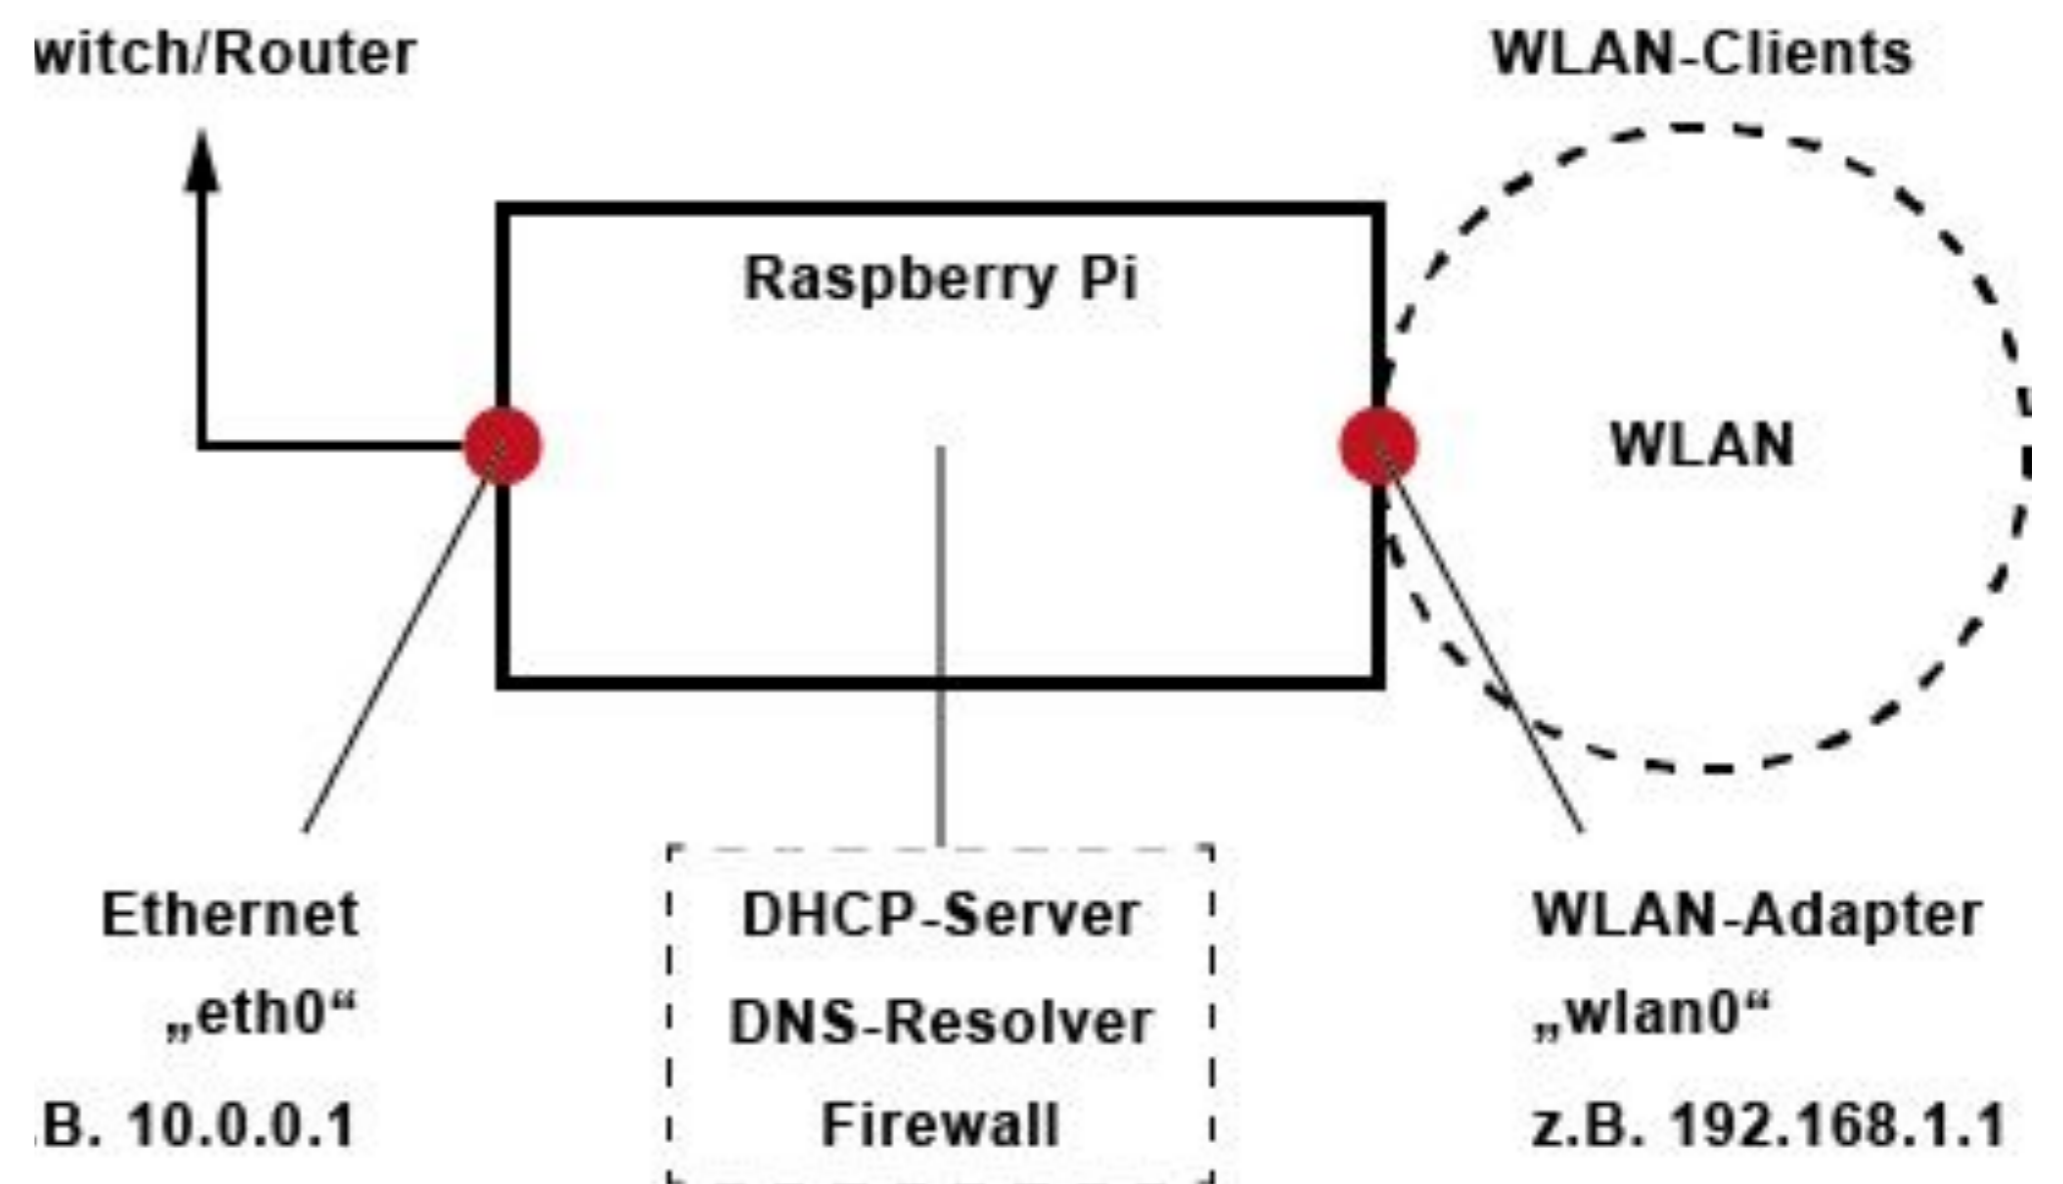 witch/Router
WLAN-Clients
Raspberry Pi
WLAN
Ethernet
„eth0“
.B. 10.0.0.1
DHCP-Server
DNS-Resolver
Firewall
WLAN-Adapter
„wlan0“
z.B. 192.168.1.1